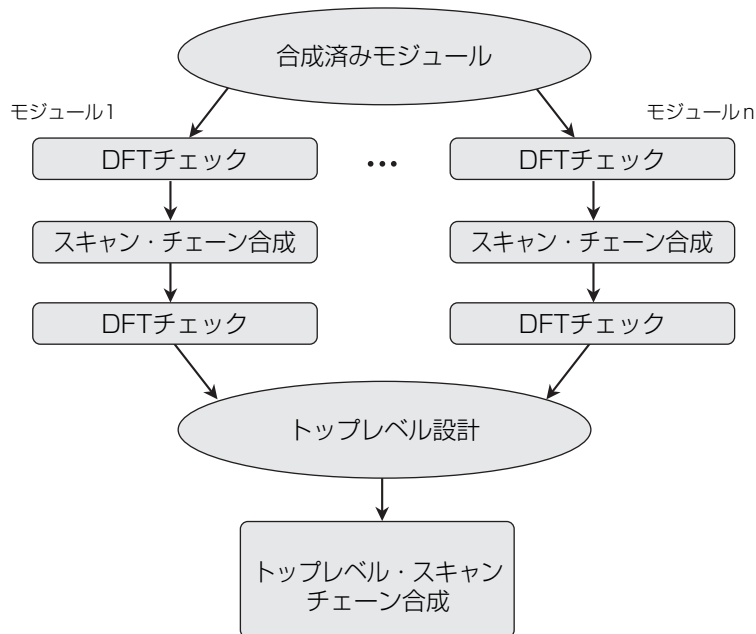 合成済みモジュール
モジュール1
モジュールn
DFTチェック
•••
DFTチェック
スキャン・チェーン合成
スキャン・チェーン合成
DFTチェック
DFTチェック
トップレベル設計
トップレベル・スキャン
チェーン合成